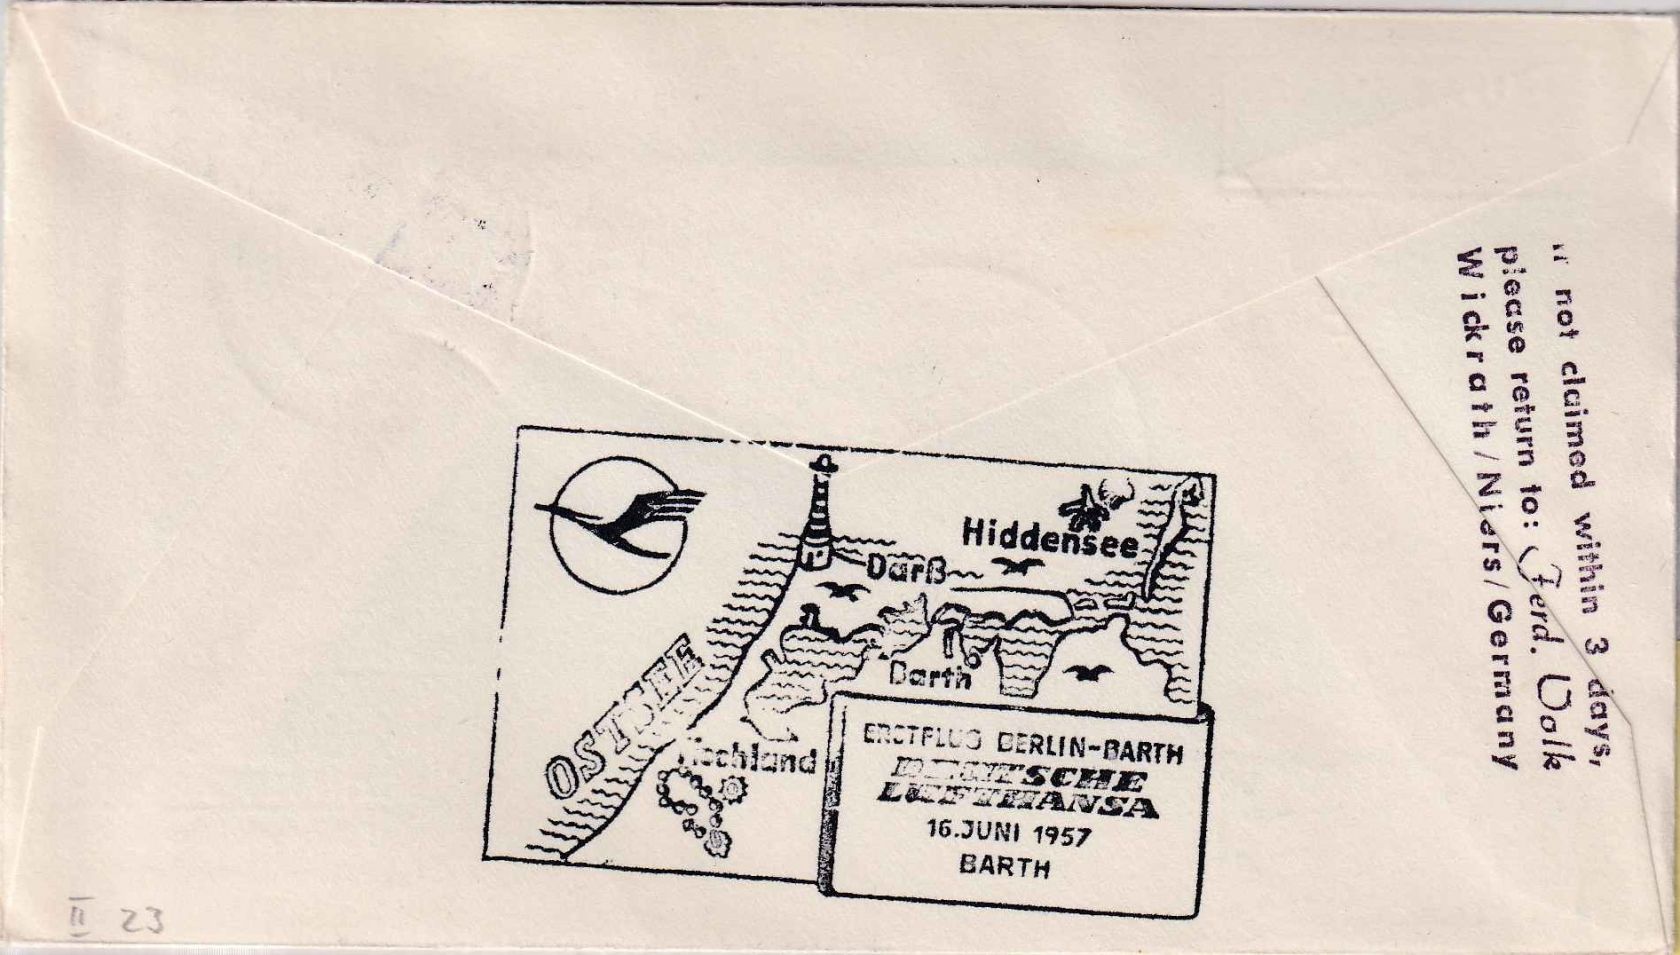 If not claimed within 3 days,
please return to: Ferd. Volk
Wickrath/Niers/Germany
Hiddensee
Darß
Barth
OSTSEE
Fischland
ERSTFLUG BERLIN-BARTH
DEUTSCHE
LUFTHANSA
16.JUNI 1957
BARTH
II 23